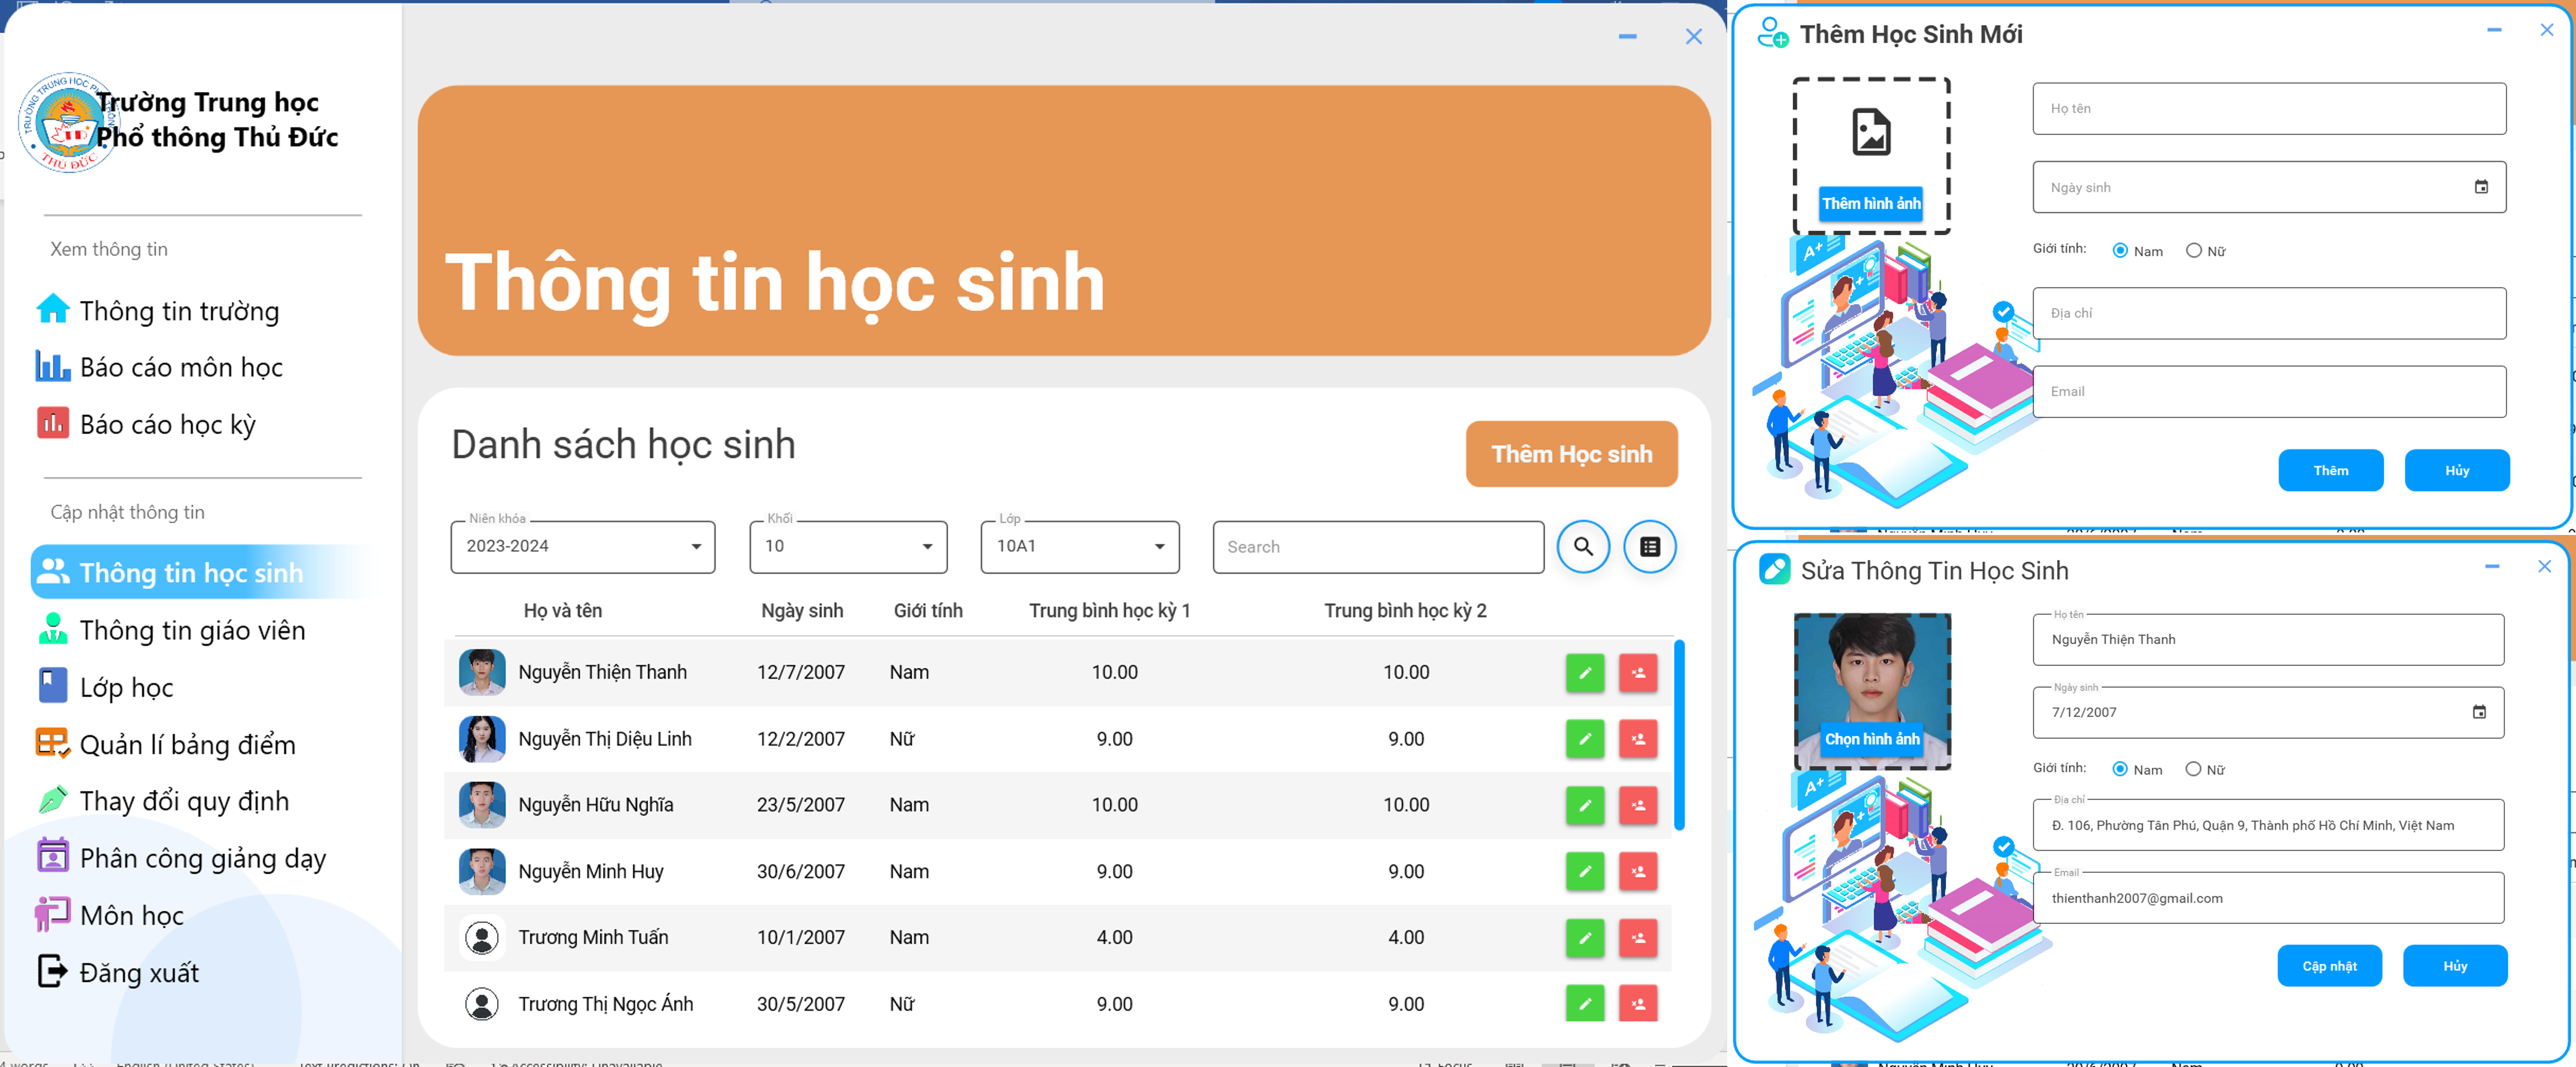 TRƯỜNG TRUNG HỌC PHỔ THÔNG
THỦ ĐỨC
Trường Trung học
Phổ thông Thủ Đức
Xem thông tin
Thông tin trường
Báo cáo môn học
Báo cáo học kỳ
Cập nhật thông tin
Thông tin học sinh
Thông tin giáo viên
Lớp học
Quản lí bảng điểm
Thay đổi quy định
Phân công giảng dạy
Môn học
Đăng xuất
Thông tin học sinh
Danh sách học sinh
Thêm Học sinh
Niên khóa
2023-2024
Khối
10
Lớp
10A1
Search
Họ và tên Ngày sinh Giới tính Trung bình học kỳ 1 Trung bình học kỳ 2
Nguyễn Thiện Thanh 12/7/2007 Nam 10.00 10.00
Nguyễn Thị Diệu Linh 12/2/2007 Nữ 9.00 9.00
Nguyễn Hữu Nghĩa 23/5/2007 Nam 10.00 10.00
Nguyễn Minh Huy 30/6/2007 Nam 9.00 9.00
Trương Minh Tuấn 10/1/2007 Nam 4.00 4.00
Trương Thị Ngọc Ánh 30/5/2007 Nữ 9.00 9.00
Thêm Học Sinh Mới
Thêm hình ảnh
A+
Họ tên
Ngày sinh
Giới tính: Nam Nữ
Địa chỉ
Email
Thêm Hủy
Sửa Thông Tin Học Sinh
Chọn hình ảnh
A+
Họ tên
Nguyễn Thiện Thanh
Ngày sinh
7/12/2007
Giới tính: Nam Nữ
Địa chỉ
Đ. 106, Phường Tân Phú, Quận 9, Thành phố Hồ Chí Minh, Việt Nam
Email
thienthanh2007@gmail.com
Cập nhật Hủy